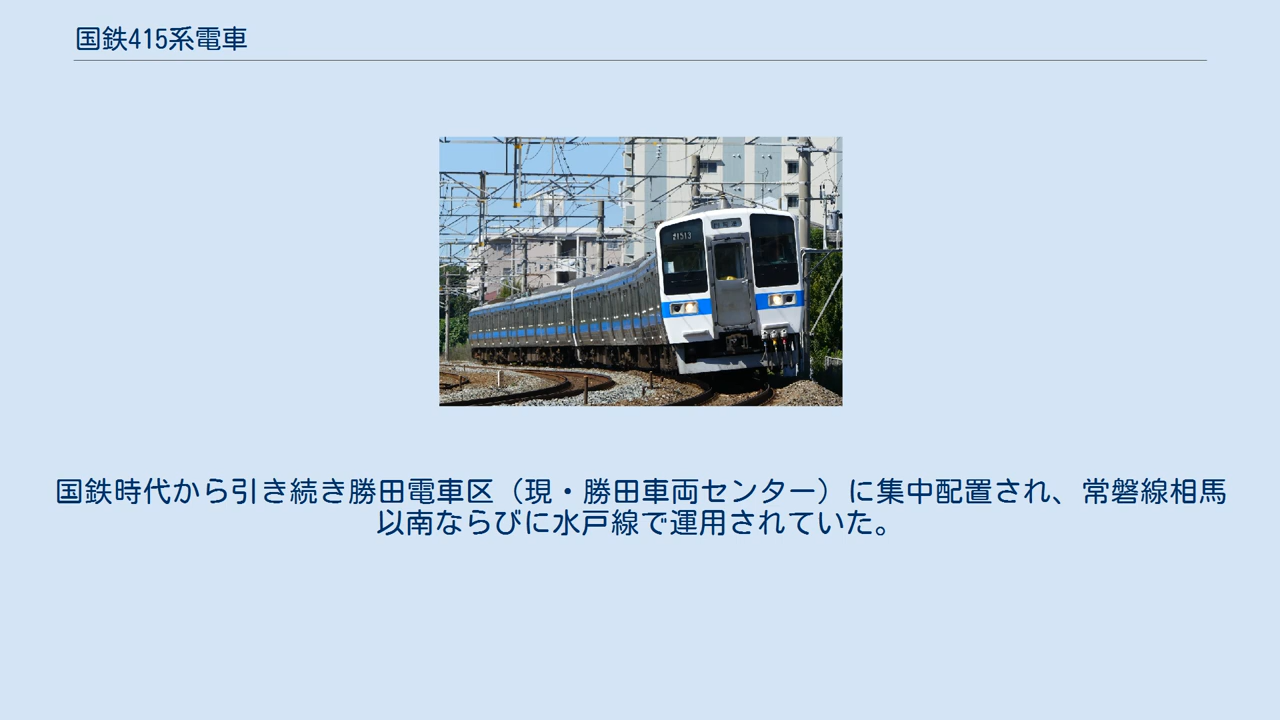 国鉄415系電車
国鉄時代から引き続き勝田電車区（現・勝田車両センター）に集中配置され、常磐線相馬
以南ならびに水戸線で運用されていた。